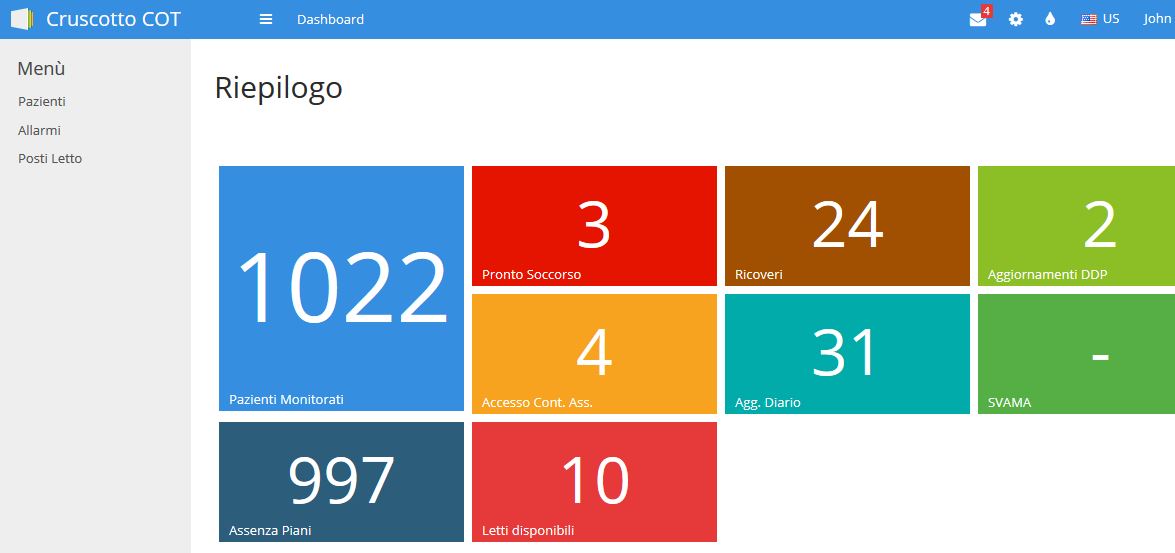 Cruscotto COT
Dashboard
4
US
John
Menù
Pazienti
Allarmi
Posti Letto
Riepilogo
1022
Pazienti Monitorati
3
Pronto Soccorso
24
Ricoveri
2
Aggiornamenti DDP
4
Accesso Cont. Ass.
31
Agg. Diario
-
SVAMA
997
Assenza Piani
10
Letti disponibili